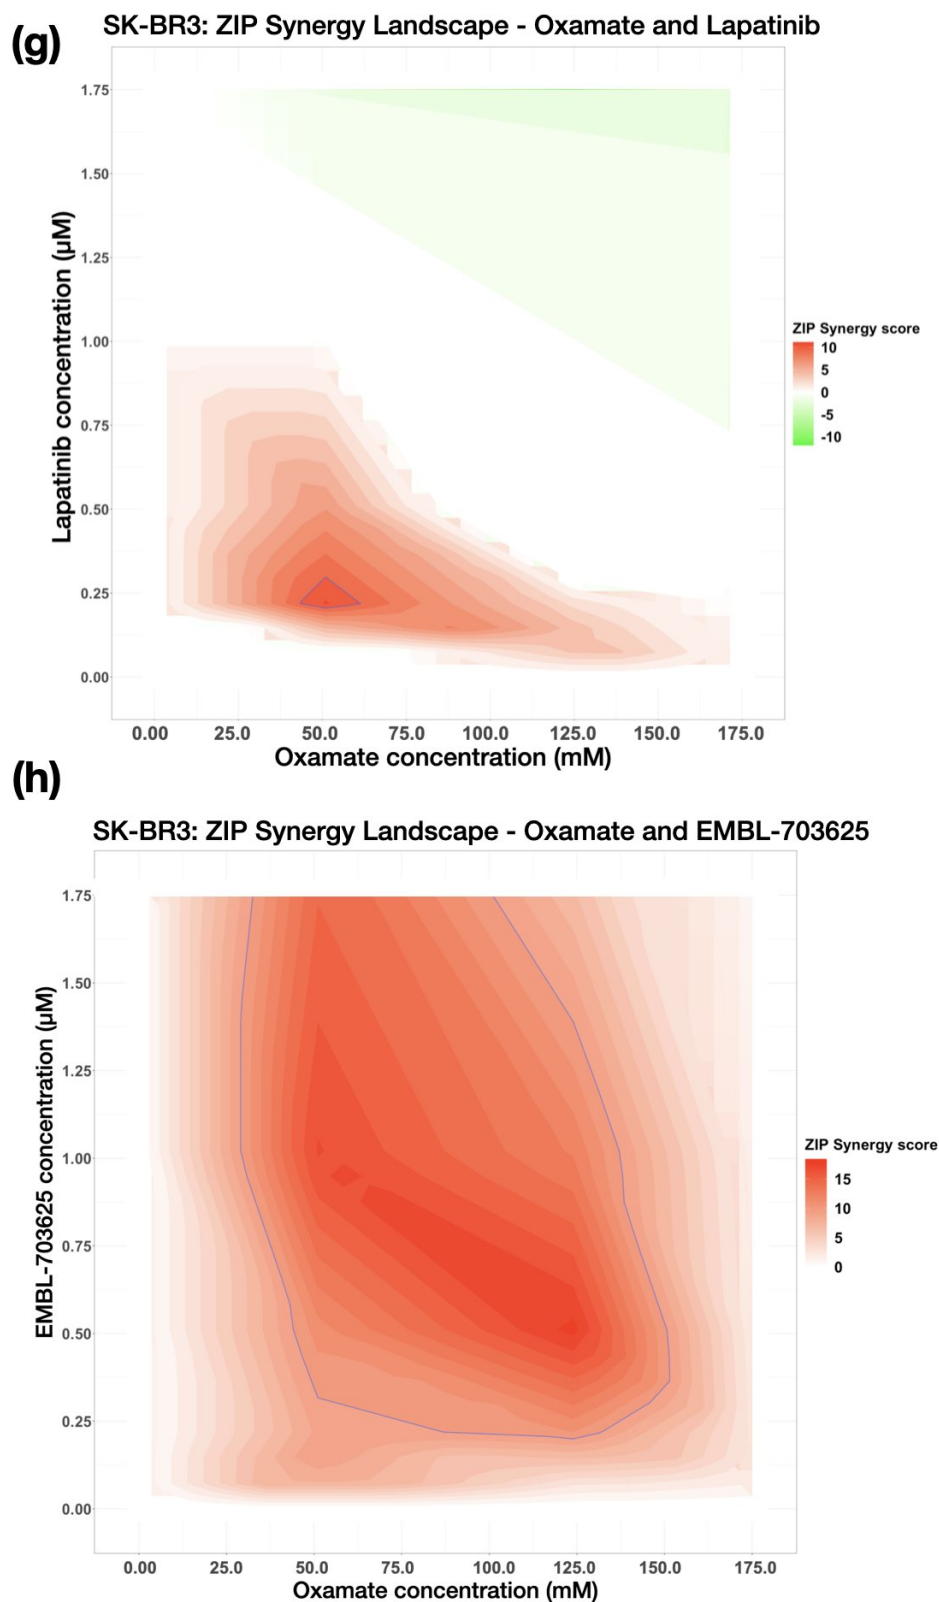 (g)
SK-BR3: ZIP Synergy Landscape - Oxamate and Lapatinib
Lapatinib concentration (µM)
1.75
1.50
1.25
1.00
0.75
0.50
0.25
0.00
0.00 25.0 50.0 75.0 100.0 125.0 150.0 175.0
Oxamate concentration (mM)
ZIP Synergy score
10
5
0
-5
-10
(h)
SK-BR3: ZIP Synergy Landscape - Oxamate and EMBL-703625
EMBL-703625 concentration (µM)
1.75
1.50
1.25
1.00
0.75
0.50
0.25
0.00
0.00 25.0 50.0 75.0 100.0 125.0 150.0 175.0
Oxamate concentration (mM)
ZIP Synergy score
15
10
5
0